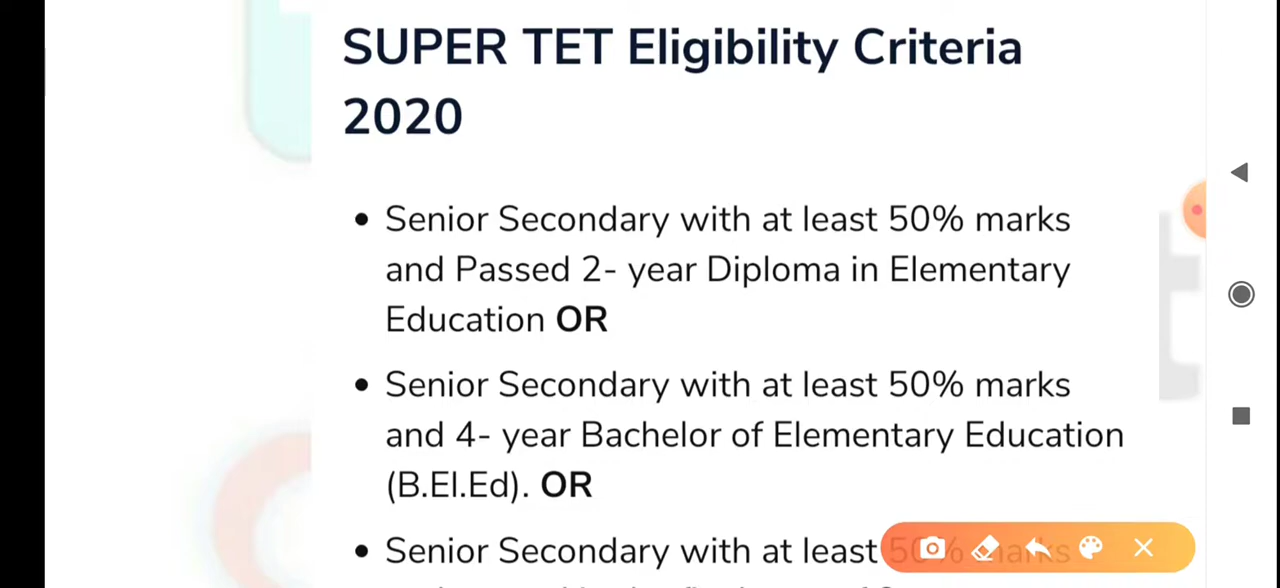 SUPER TET Eligibility Criteria
2020
• Senior Secondary with at least 50% marks
and Passed 2- year Diploma in Elementary
Education OR
• Senior Secondary with at least 50% marks
and 4- year Bachelor of Elementary Education
(B.El.Ed). OR
• Senior Secondary with at least 50% marks